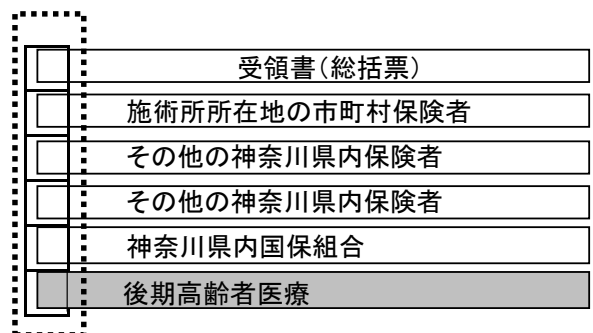 受領書（総括票）
施術所所在地の市町村保険者
その他の神奈川県内保険者
その他の神奈川県内保険者
神奈川県内国保組合
後期高齢者医療